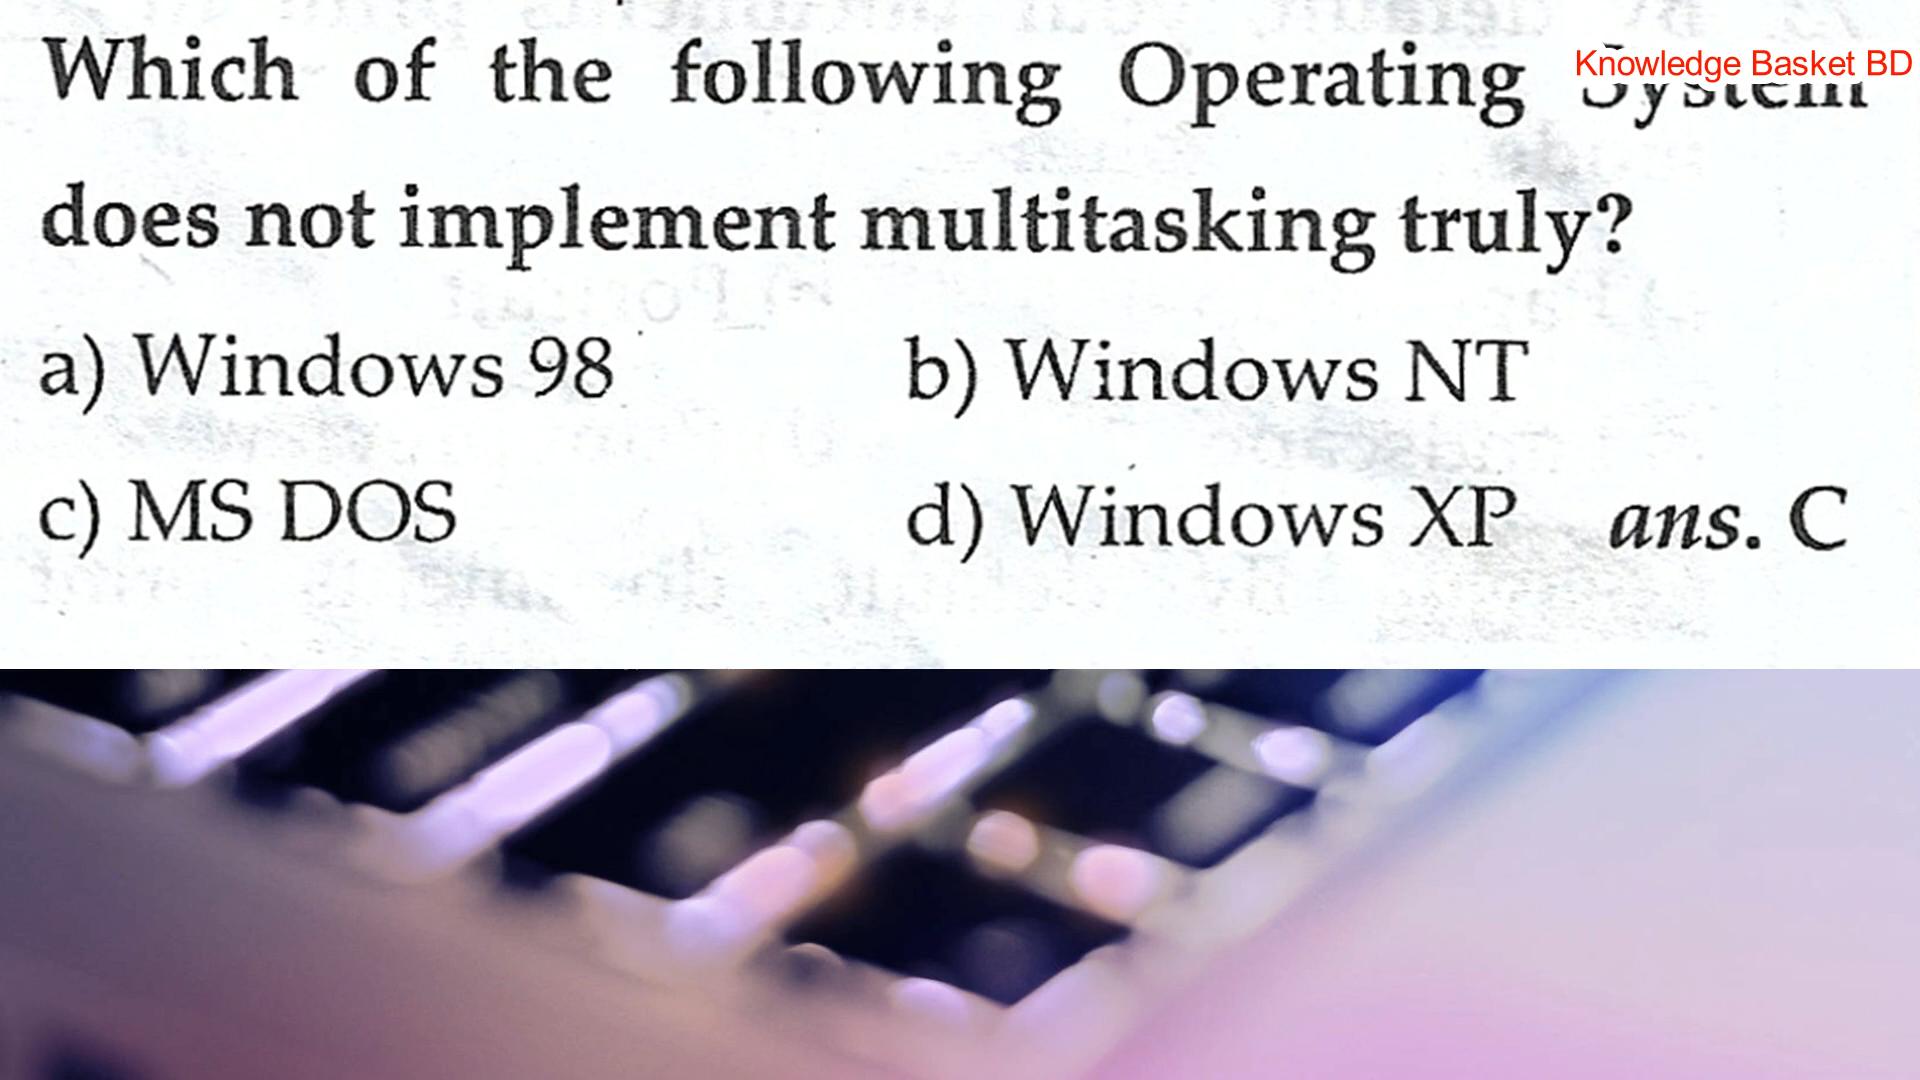 Which of the following Operating System
Knowledge Basket BD
does not implement multitasking truly?
a) Windows 98 b) Windows NT
c) MS DOS d) Windows XP ans. C